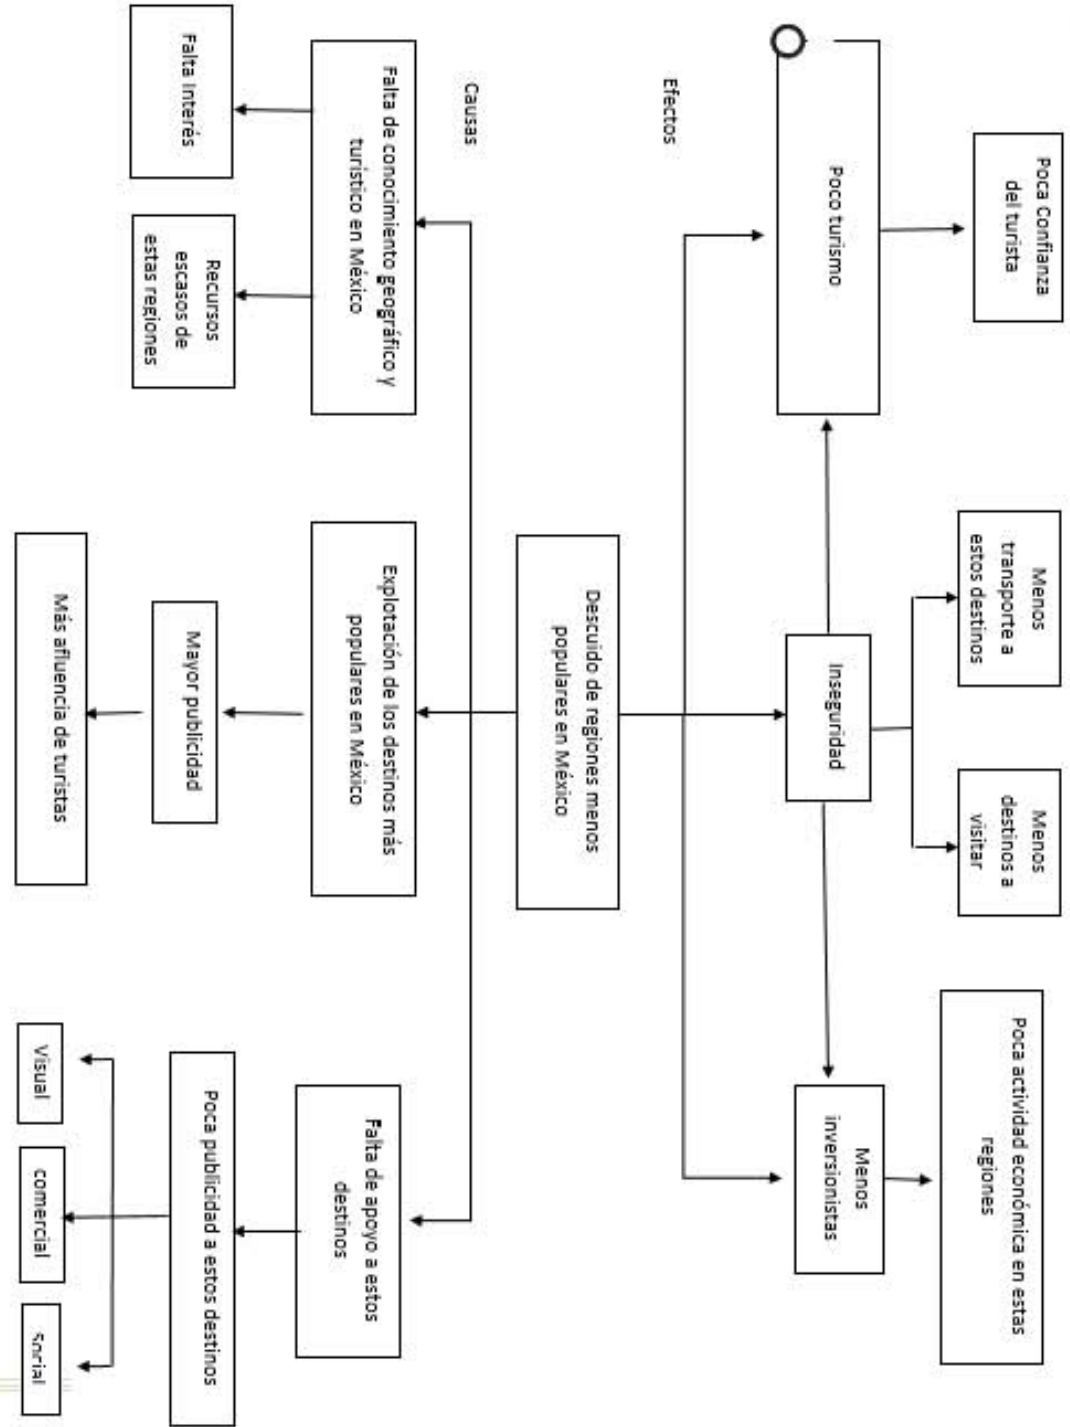 Poca Confianza
del turista
Menos
transporte a
estos destinos
Menos
destinos a
visitar
Poca actividad económica en estas
regiones
Poco turismo
Inseguridad
Menos
inversionistas
Efectos
Descuido de regiones menos
populares en México
Causas
Falta de conocimiento geográfico y
turístico en México
Explotación de los destinos más
populares en México
Falta de apoyo a estos
destinos
Falta Interés
Recursos
escasos de
estas regiones
Mayor publicidad
Poca publicidad a estos destinos
Más afluencia de turistas
Visual
comercial
Social